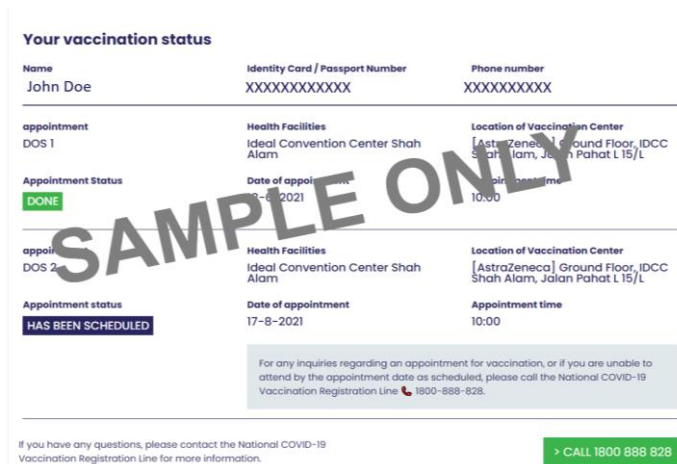 Your vaccination status
Name Identity Card / Passport Number Phone number
John Doe XXXXXXXXXXXX XXXXXXXXXX
appointment Health Facilities Location of Vaccination Center
DOS 1 Ideal Convention Center Shah Ground Floor, IDCC
Alam Jalan Pahat L 15/L
Appointment Status Date of
DONE 2021 10:00
SAMPLE ONLY
Health Facilities Location of Vaccination Center
DOS 2 Ideal Convention Center Shah [AstraZeneca] Ground Floor, IDCC
Alam Shah Alam, Jalan Pahat L 15/L
Appointment status Date of appointment Appointment time
HAS BEEN SCHEDULED 17-8-2021 10:00
For any inquiries regarding an appointment for vaccination, or if you are unable to
attend by the appointment date as scheduled, please call the National COVID-19
Vaccination Registration Line 1800-888-828.
If you have any questions, please contact the National COVID-19
Vaccination Registration Line for more information.
> CALL 1800 888 828